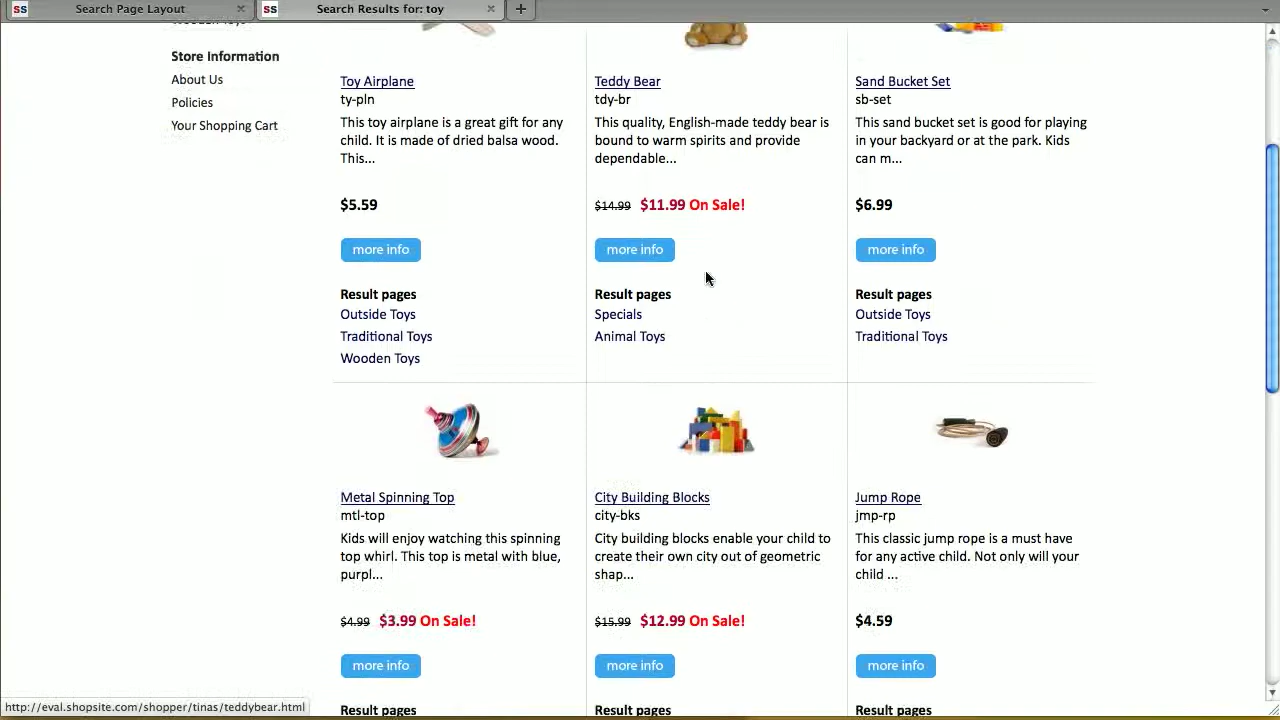 SS Search Page Layout
SS Search Results for: toy
Store Information
About Us
Policies
Your Shopping Cart
Toy Airplane
ty-pln
This toy airplane is a great gift for any
child. It is made of dried balsa wood.
This...
$5.59
more info
Result pages
Outside Toys
Traditional Toys
Wooden Toys
Teddy Bear
tdy-br
This quality, English-made teddy bear is
bound to warm spirits and provide
dependable...
$14.99 $11.99 On Sale!
more info
Result pages
Specials
Animal Toys
Sand Bucket Set
sb-set
This sand bucket set is good for playing
in your backyard or at the park. Kids
can m...
$6.99
more info
Result pages
Outside Toys
Traditional Toys
Metal Spinning Top
mtl-top
Kids will enjoy watching this spinning
top whirl. This top is metal with blue,
purpl...
$4.99 $3.99 On Sale!
more info
Result pages
City Building Blocks
city-bks
City building blocks enable your child to
create their own city out of geometric
shap...
$15.99 $12.99 On Sale!
more info
Result pages
Jump Rope
jmp-rp
This classic jump rope is a must have
for any active child. Not only will your
child ...
$4.59
more info
Result pages
http://eval.shopsite.com/shopper/tinas/teddybear.html